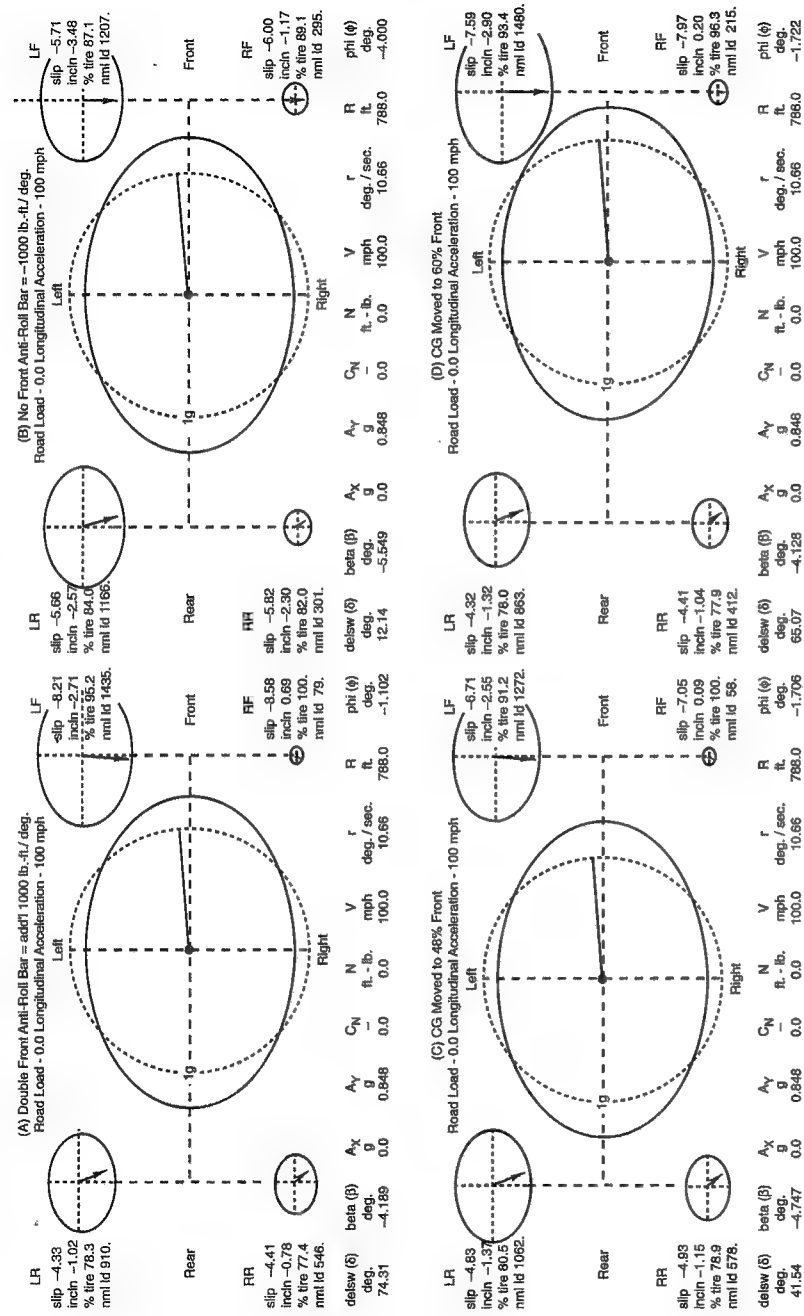 (A) Double Front Anti-Roll Bar = add'l 1000 lb.-ft./ deg.
Road Load - 0.0 Longitudinal Acceleration - 100 mph
LR
slip −4.33
incln −1.02
% tire 78.3
nml ld 910.
Left
LF
slip −8.21
incln −2.71
% tire 95.2
nml ld 1435.
Rear
1g
Front
RR
slip −4.41
incln −0.78
% tire 77.4
nml ld 546.
Right
RF
slip −8.58
incln 0.69
% tire 100.
nml ld 79.
delsw (δ) beta (β) AX AY CN N V r R phi (ϕ)
deg. deg. g g – ft. - lb. mph deg. / sec. ft. deg.
74.31 −4.189 0.0 0.848 0.0 0.0 100.0 10.66 788.0 −1.102
(B) No Front Anti-Roll Bar = −1000 lb.-ft./ deg.
Road Load - 0.0 Longitudinal Acceleration - 100 mph
LR
slip −5.66
incln −2.57
% tire 84.0
nml ld 1166.
Left
LF
slip −5.71
incln −3.48
% tire 87.1
nml ld 1207.
Rear
1g
Front
RR
slip −5.82
incln −2.30
% tire 82.0
nml ld 301.
Right
RF
slip −6.00
incln −1.17
% tire 89.1
nml ld 295.
delsw (δ) beta (β) AX AY CN N V r R phi (ϕ)
deg. deg. g g – ft. - lb. mph deg. / sec. ft. deg.
12.14 −5.549 0.0 0.848 0.0 0.0 100.0 10.66 788.0 −4.000
(C) CG Moved to 48% Front
Road Load - 0.0 Longitudinal Acceleration - 100 mph
LR
slip −4.83
incln −1.37
% tire 80.5
nml ld 1062.
Left
LF
slip −6.71
incln −2.55
% tire 91.2
nml ld 1272.
Rear
1g
Front
RR
slip −4.93
incln −1.15
% tire 78.9
nml ld 578.
Right
RF
slip −7.05
incln 0.09
% tire 100.
nml ld 58.
delsw (δ) beta (β) AX AY CN N V r R phi (ϕ)
deg. deg. g g – ft. - lb. mph deg. / sec. ft. deg.
41.54 −4.747 0.0 0.848 0.0 0.0 100.0 10.66 788.0 −1.706
(D) CG Moved to 60% Front
Road Load - 0.0 Longitudinal Acceleration - 100 mph
LR
slip −4.32
incln −1.32
% tire 78.0
nml ld 863.
Left
LF
slip −7.59
incln −2.90
% tire 93.4
nml ld 1480.
Rear
1g
Front
RR
slip −4.41
incln −1.04
% tire 77.9
nml ld 412.
Right
RF
slip −7.97
incln 0.20
% tire 96.3
nml ld 215.
delsw (δ) beta (β) AX AY CN N V r R phi (ϕ)
deg. deg. g g – ft. - lb. mph deg. / sec. ft. deg.
65.07 −4.128 0.0 0.848 0.0 0.0 100.0 10.66 788.0 −1.722